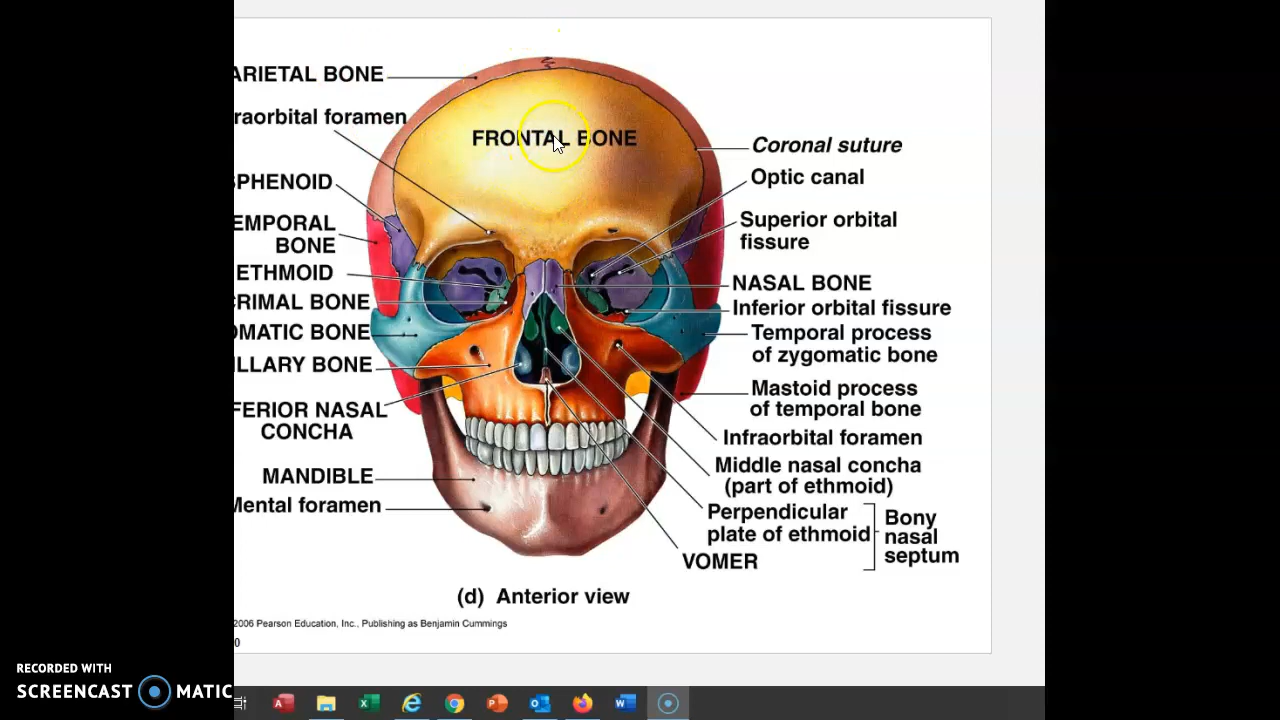 ARIETAL BONE
raorbital foramen
FRONTAL BONE
Coronal suture
Optic canal
SPHENOID
Superior orbital
fissure
EMPORAL
BONE
ETHMOID
NASAL BONE
CRIMAL BONE
Inferior orbital fissure
OMATIC BONE
Temporal process
of zygomatic bone
ILLARY BONE
Mastoid process
of temporal bone
FERIOR NASAL
CONCHA
Infraorbital foramen
Middle nasal concha
(part of ethmoid)
MANDIBLE
Mental foramen
Perpendicular
plate of ethmoid
Bony
nasal
septum
VOMER
(d) Anterior view
2006 Pearson Education, Inc., Publishing as Benjamin Cummings
0
RECORDED WITH
SCREENCAST MATIC